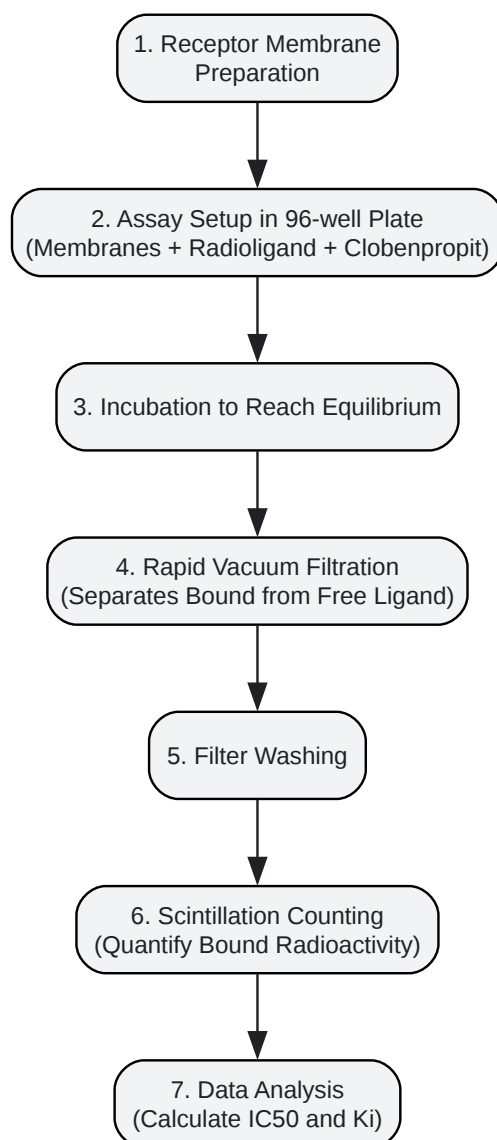 1. Receptor Membrane
Preparation
2. Assay Setup in 96-well Plate
(Membranes + Radioligand + Clobenpropit)
3. Incubation to Reach Equilibrium
4. Rapid Vacuum Filtration
(Separates Bound from Free Ligand)
5. Filter Washing
6. Scintillation Counting
(Quantify Bound Radioactivity)
7. Data Analysis
(Calculate IC50 and Ki)